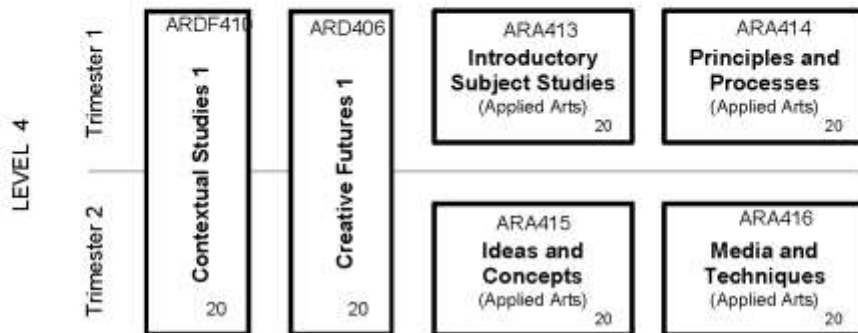 LEVEL 4
Trimester 1
Trimester 2
ARDF410
Contextual Studies 1
20
ARD406
Creative Futures 1
20
ARA413
Introductory
Subject Studies
(Applied Arts)
20
ARA414
Principles and
Processes
(Applied Arts)
20
ARA415
Ideas and
Concepts
(Applied Arts)
20
ARA416
Media and
Techniques
(Applied Arts)
20